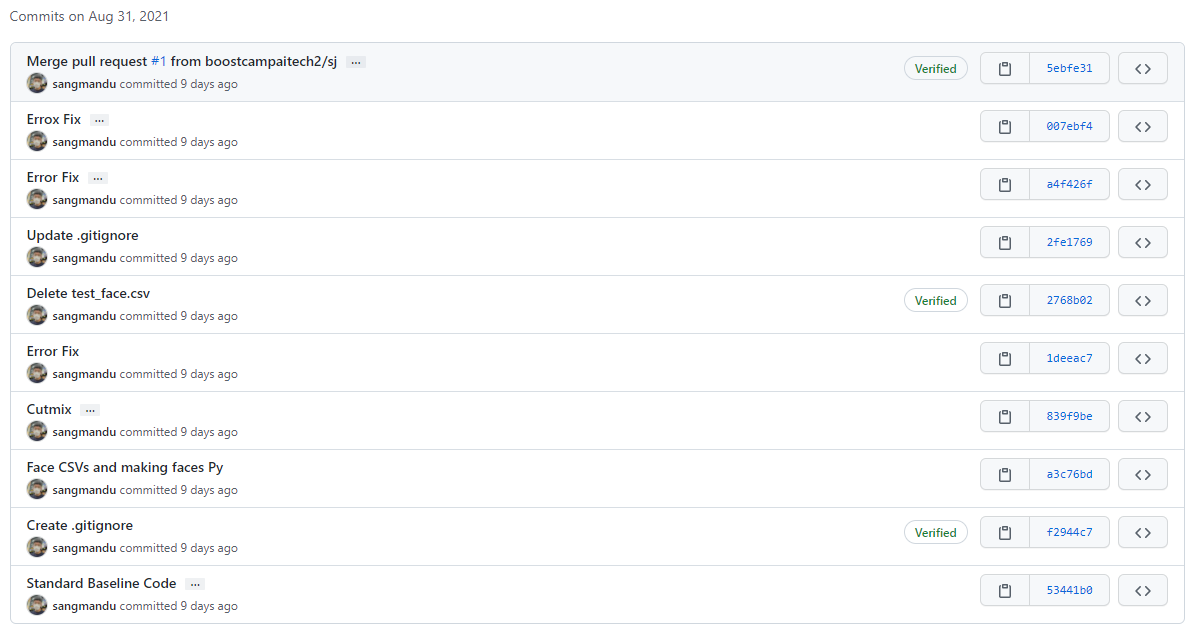 Commits on Aug 31, 2021
Merge pull request #1 from boostcampaitech2/sj ...
sangmandu committed 9 days ago
Verified
5ebfe31
Errox Fix ...
sangmandu committed 9 days ago
007ebf4
Error Fix ...
sangmandu committed 9 days ago
a4f426f
Update .gitignore
sangmandu committed 9 days ago
2fe1769
Delete test_face.csv
sangmandu committed 9 days ago
Verified
2768b02
Error Fix
sangmandu committed 9 days ago
1deeac7
Cutmix ...
sangmandu committed 9 days ago
839f9be
Face CSVs and making faces Py
sangmandu committed 9 days ago
a3c76bd
Create .gitignore
sangmandu committed 9 days ago
Verified
f2944c7
Standard Baseline Code ...
sangmandu committed 9 days ago
53441b0